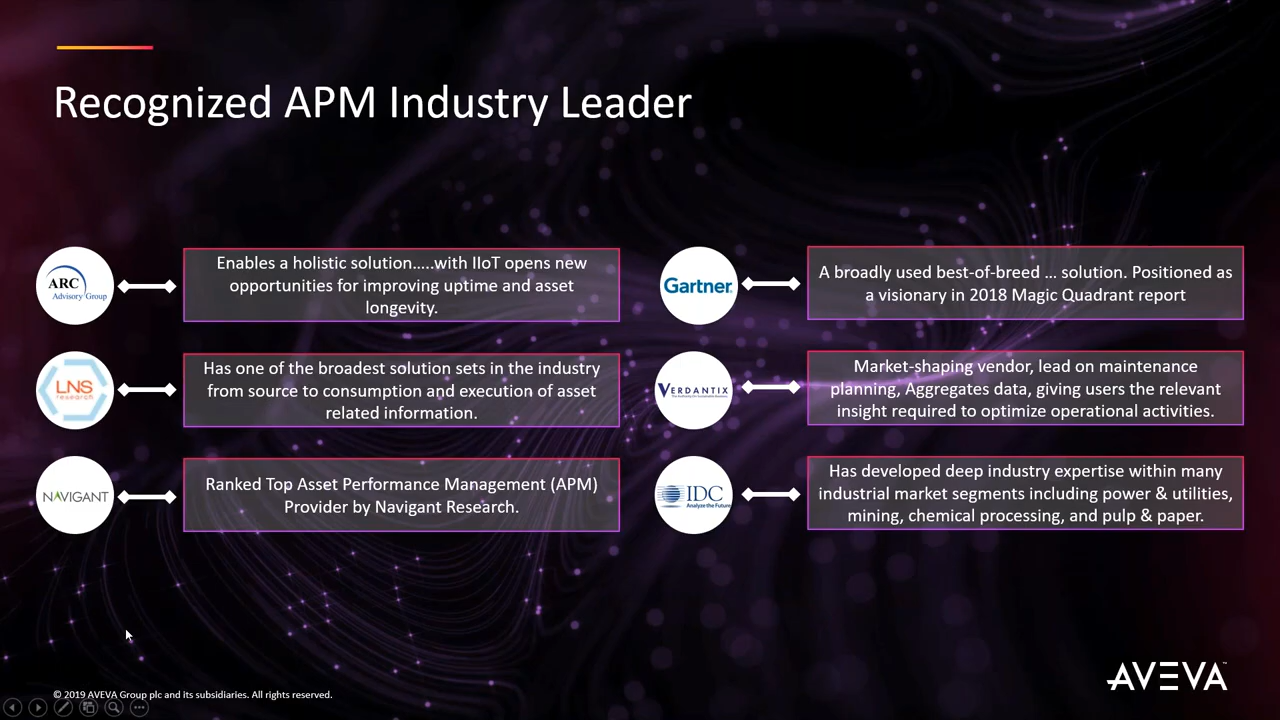 Recognized APM Industry Leader
ARC
Advisory Group
Enables a holistic solution.....with IIoT opens new
opportunities for improving uptime and asset
longevity.
LNS
research
Has one of the broadest solution sets in the industry
from source to consumption and execution of asset
related information.
NAVIGANT
Ranked Top Asset Performance Management (APM)
Provider by Navigant Research.
Gartner
A broadly used best-of-breed ... solution. Positioned as
a visionary in 2018 Magic Quadrant report
VERDANTIX
Market-shaping vendor, lead on maintenance
planning, Aggregates data, giving users the relevant
insight required to optimize operational activities.
IDC
Analyze the Future
Has developed deep industry expertise within many
industrial market segments including power & utilities,
mining, chemical processing, and pulp & paper.
© 2019 AVEVA Group plc and its subsidiaries. All rights reserved.
AVEVA